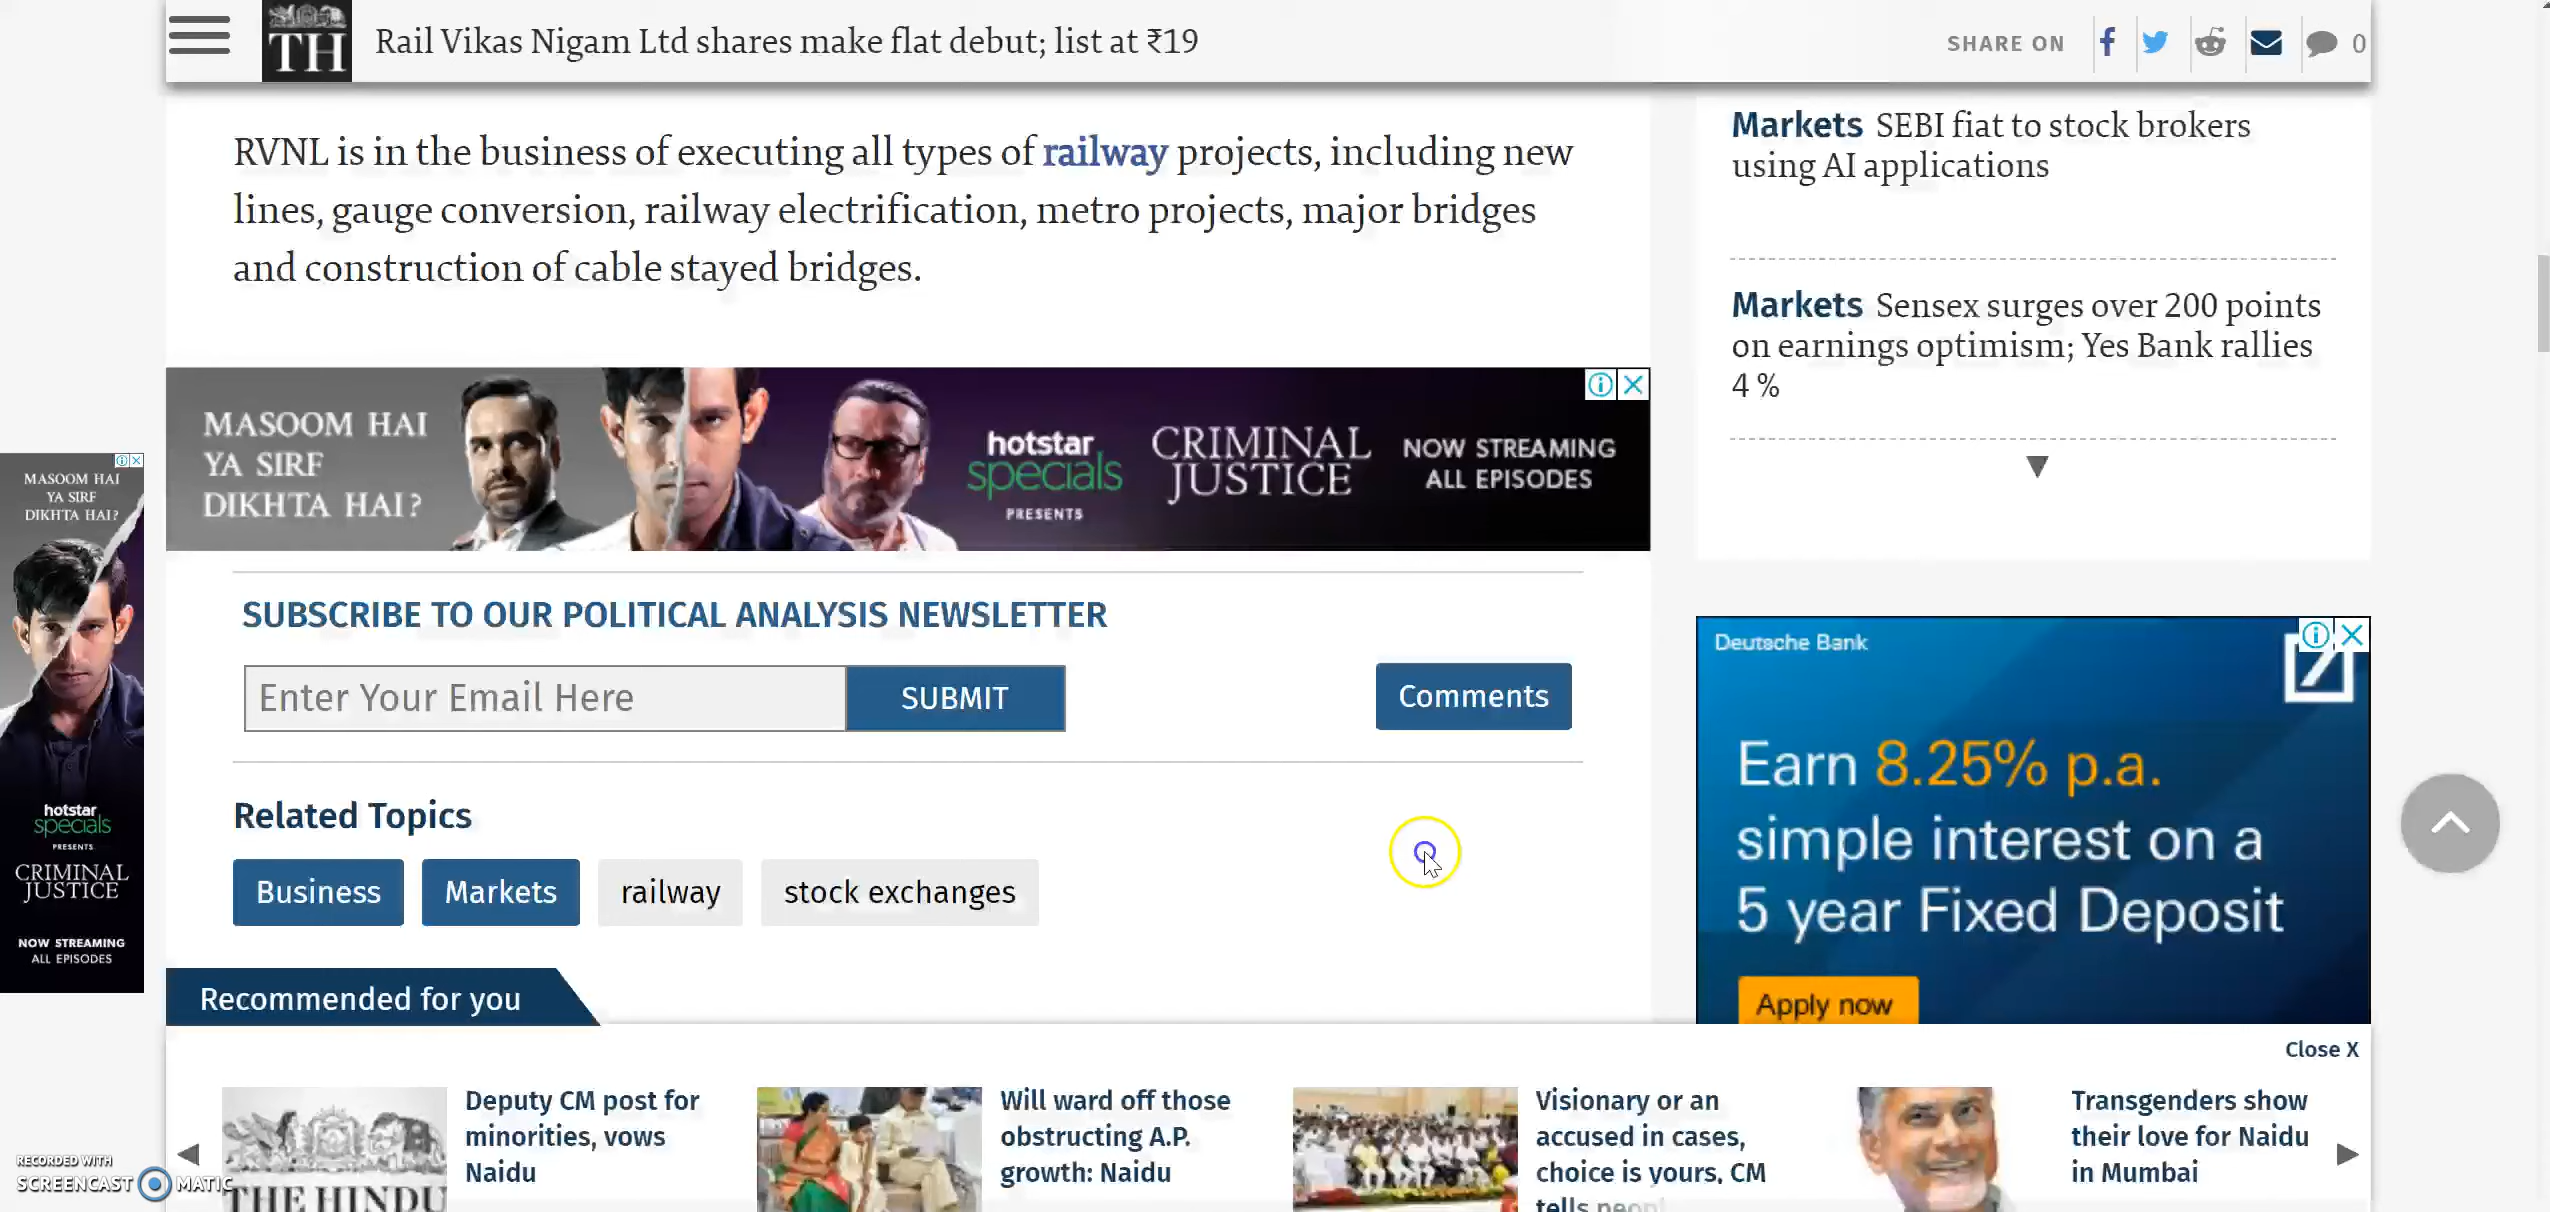 TH
Rail Vikas Nigam Ltd shares make flat debut; list at ₹19
SHARE ON
0
RVNL is in the business of executing all types of railway projects, including new
lines, gauge conversion, railway electrification, metro projects, major bridges
and construction of cable stayed bridges.
Markets SEBI fiat to stock brokers
using AI applications
Markets Sensex surges over 200 points
on earnings optimism; Yes Bank rallies
4 %
MASOOM HAI
YA SIRF
DIKHTA HAI?
hotstar
specials
PRESENTS
CRIMINAL
JUSTICE
NOW STREAMING
ALL EPISODES
MASOOM HAI
YA SIRF
DIKHTA HAI?
hotstar
specials
PRESENTS
CRIMINAL
JUSTICE
NOW STREAMING
ALL EPISODES
SUBSCRIBE TO OUR POLITICAL ANALYSIS NEWSLETTER
Enter Your Email Here
SUBMIT
Comments
Related Topics
Business
Markets
railway
stock exchanges
Deutsche Bank
Earn 8.25% p.a.
simple interest on a
5 year Fixed Deposit
Apply now
Recommended for you
Close X
Deputy CM post for
minorities, vows
Naidu
THE HINDU
Will ward off those
obstructing A.P.
growth: Naidu
Visionary or an
accused in cases,
choice is yours, CM
tells peopl
Transgenders show
their love for Naidu
in Mumbai
RECORDED WITH
SCREENCAST MATIC